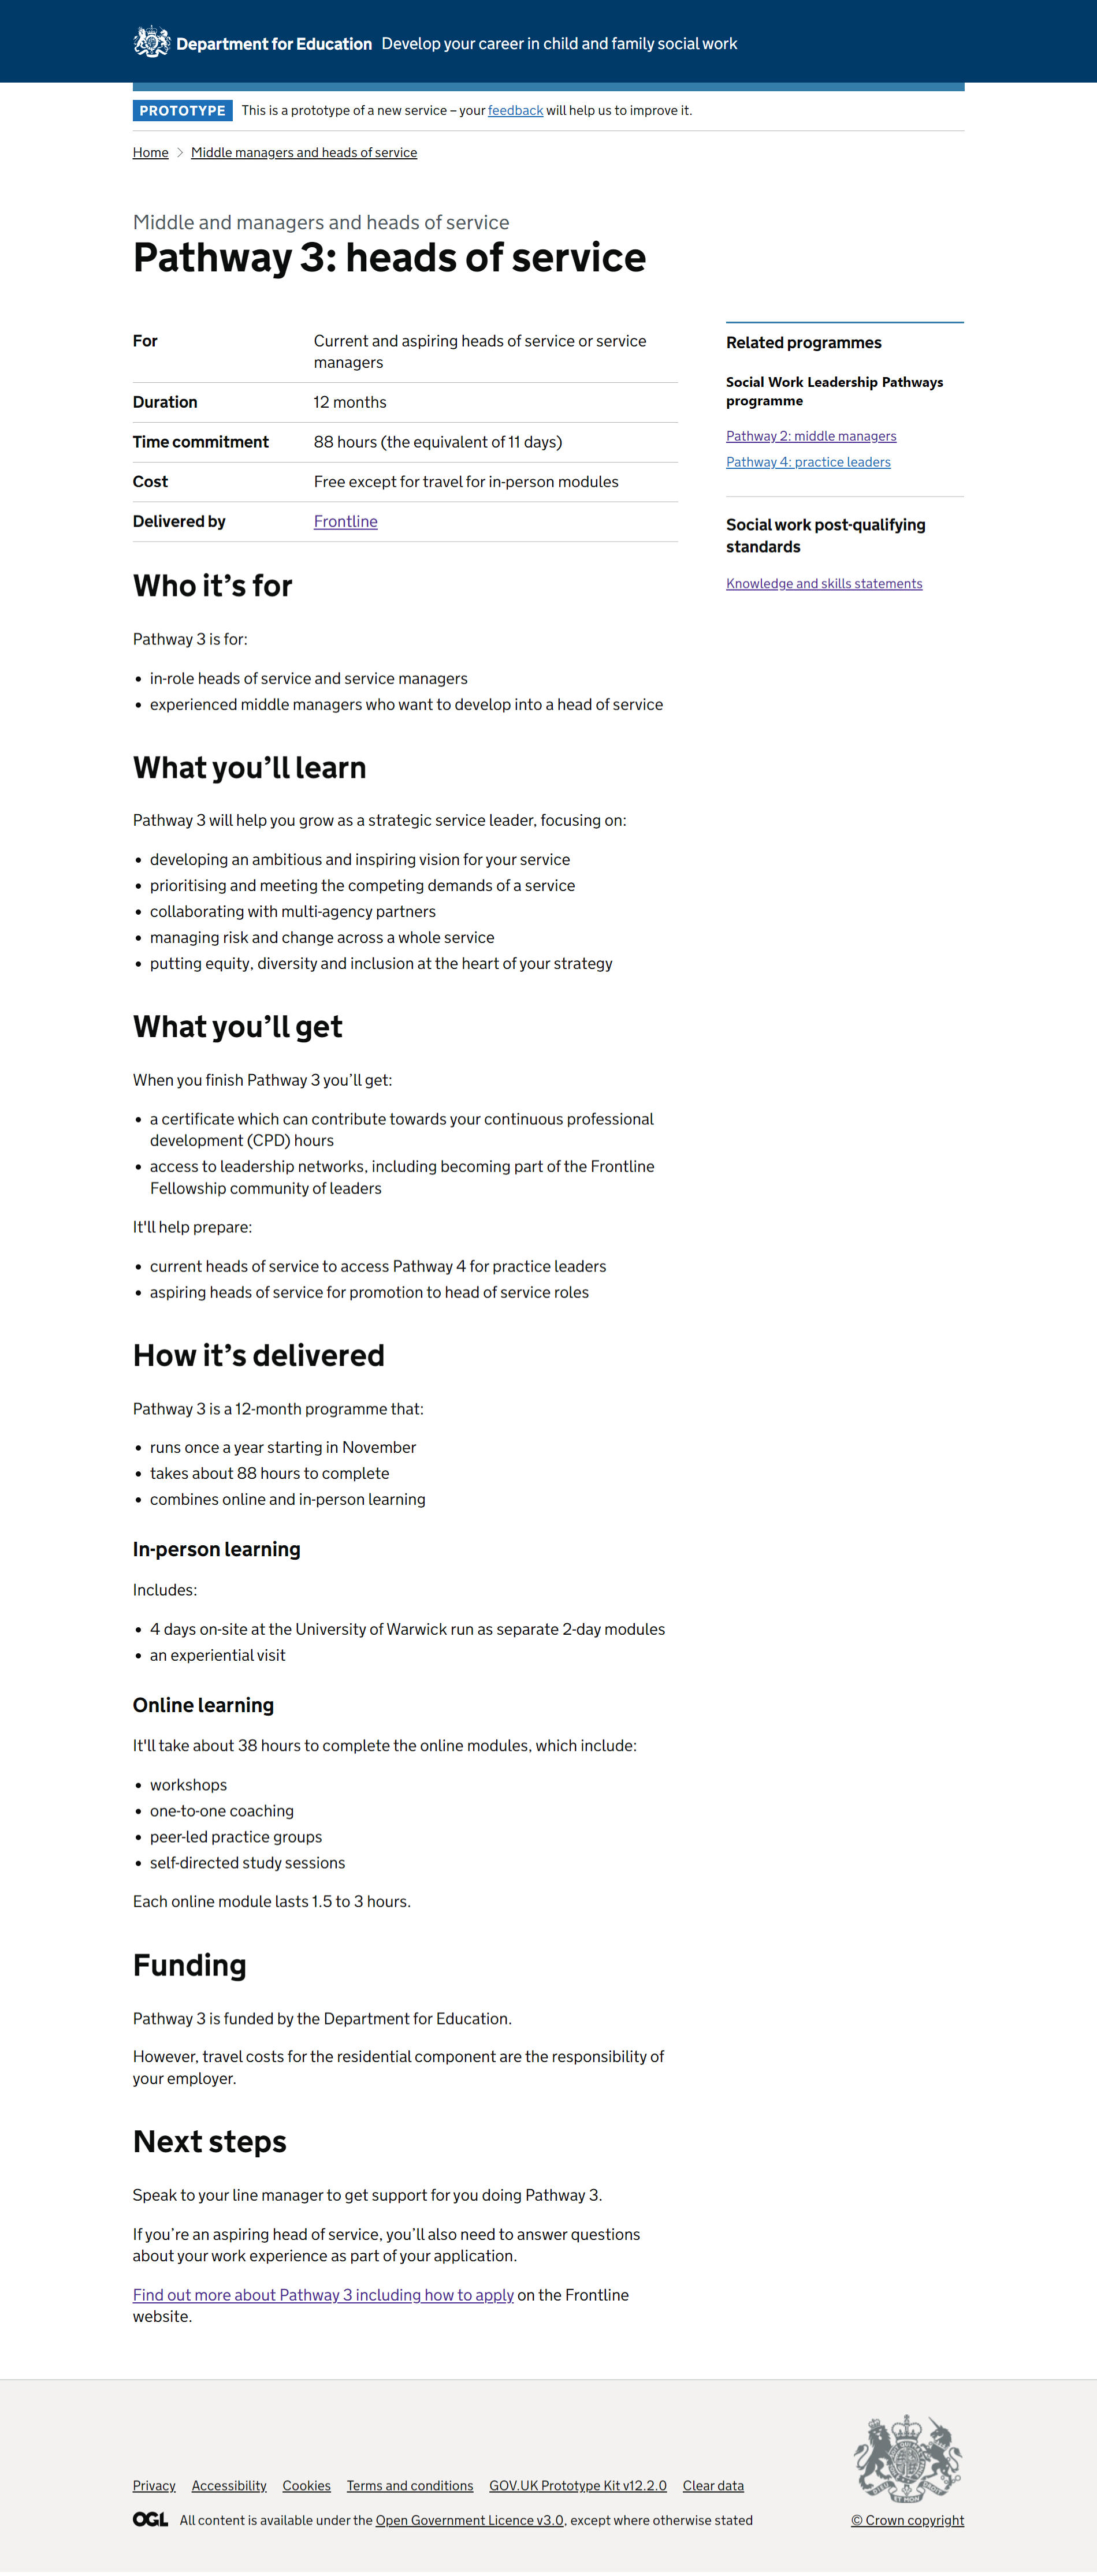 Department for Education Develop your career in child and family social work
PROTOTYPE This is a prototype of a new service – your feedback will help us to improve it.
Home > Middle managers and heads of service
Middle and managers and heads of service
Pathway 3: heads of service
For Current and aspiring heads of service or service
managers
Duration 12 months
Time commitment 88 hours (the equivalent of 11 days)
Cost Free except for travel for in-person modules
Delivered by Frontline
Related programmes
Social Work Leadership Pathways
programme
Pathway 2: middle managers
Pathway 4: practice leaders
Social work post-qualifying
standards
Knowledge and skills statements
Who it’s for
Pathway 3 is for:
• in-role heads of service and service managers
• experienced middle managers who want to develop into a head of service
What you’ll learn
Pathway 3 will help you grow as a strategic service leader, focusing on:
• developing an ambitious and inspiring vision for your service
• prioritising and meeting the competing demands of a service
• collaborating with multi-agency partners
• managing risk and change across a whole service
• putting equity, diversity and inclusion at the heart of your strategy
What you’ll get
When you finish Pathway 3 you’ll get:
• a certificate which can contribute towards your continuous professional
development (CPD) hours
• access to leadership networks, including becoming part of the Frontline
Fellowship community of leaders
It'll help prepare:
• current heads of service to access Pathway 4 for practice leaders
• aspiring heads of service for promotion to head of service roles
How it’s delivered
Pathway 3 is a 12-month programme that:
• runs once a year starting in November
• takes about 88 hours to complete
• combines online and in-person learning
In-person learning
Includes:
• 4 days on-site at the University of Warwick run as separate 2-day modules
• an experiential visit
Online learning
It'll take about 38 hours to complete the online modules, which include:
• workshops
• one-to-one coaching
• peer-led practice groups
• self-directed study sessions
Each online module lasts 1.5 to 3 hours.
Funding
Pathway 3 is funded by the Department for Education.
However, travel costs for the residential component are the responsibility of
your employer.
Next steps
Speak to your line manager to get support for you doing Pathway 3.
If you’re an aspiring head of service, you’ll also need to answer questions
about your work experience as part of your application.
Find out more about Pathway 3 including how to apply on the Frontline
website.
Privacy Accessibility Cookies Terms and conditions GOV.UK Prototype Kit v12.2.0 Clear data
OGL All content is available under the Open Government Licence v3.0, except where otherwise stated
© Crown copyright